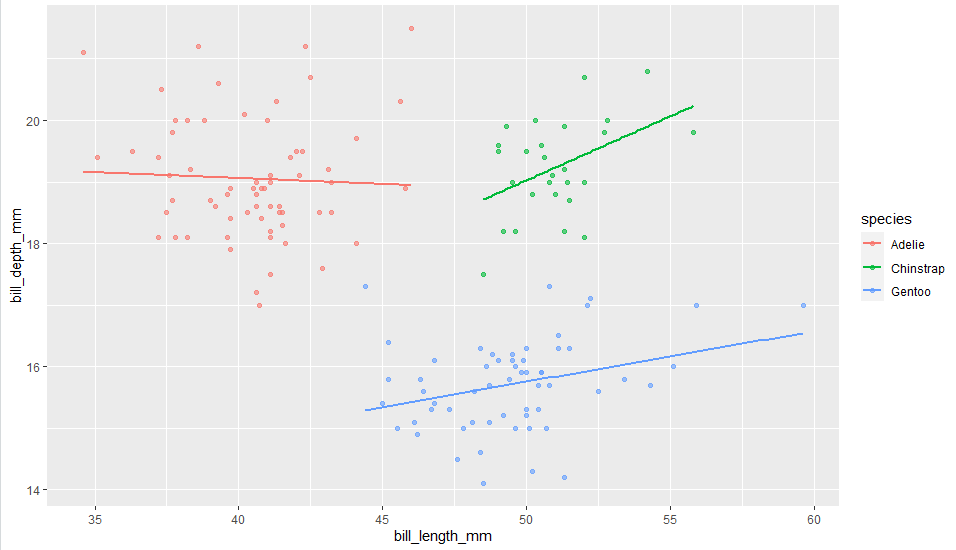 20
18
16
14
bill_depth_mm
35
40
45
50
55
60
bill_length_mm
species
Adelie
Chinstrap
Gentoo